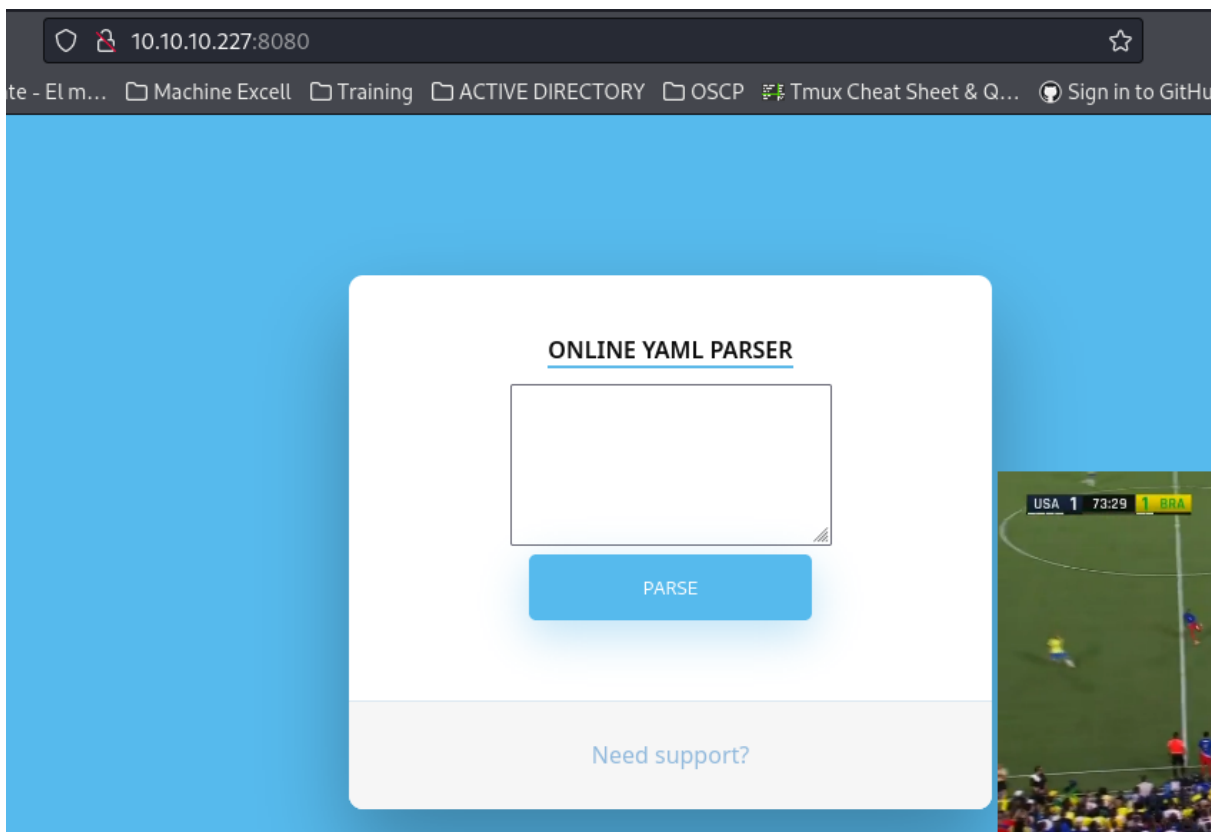 10.10.10.227:8080
te - El m... Machine Excell Training ACTIVE DIRECTORY OSCP Tmux Cheat Sheet & Q... Sign in to GitHu
ONLINE YAML PARSER
PARSE
Need support?
USA 1 73:29 1 BRA